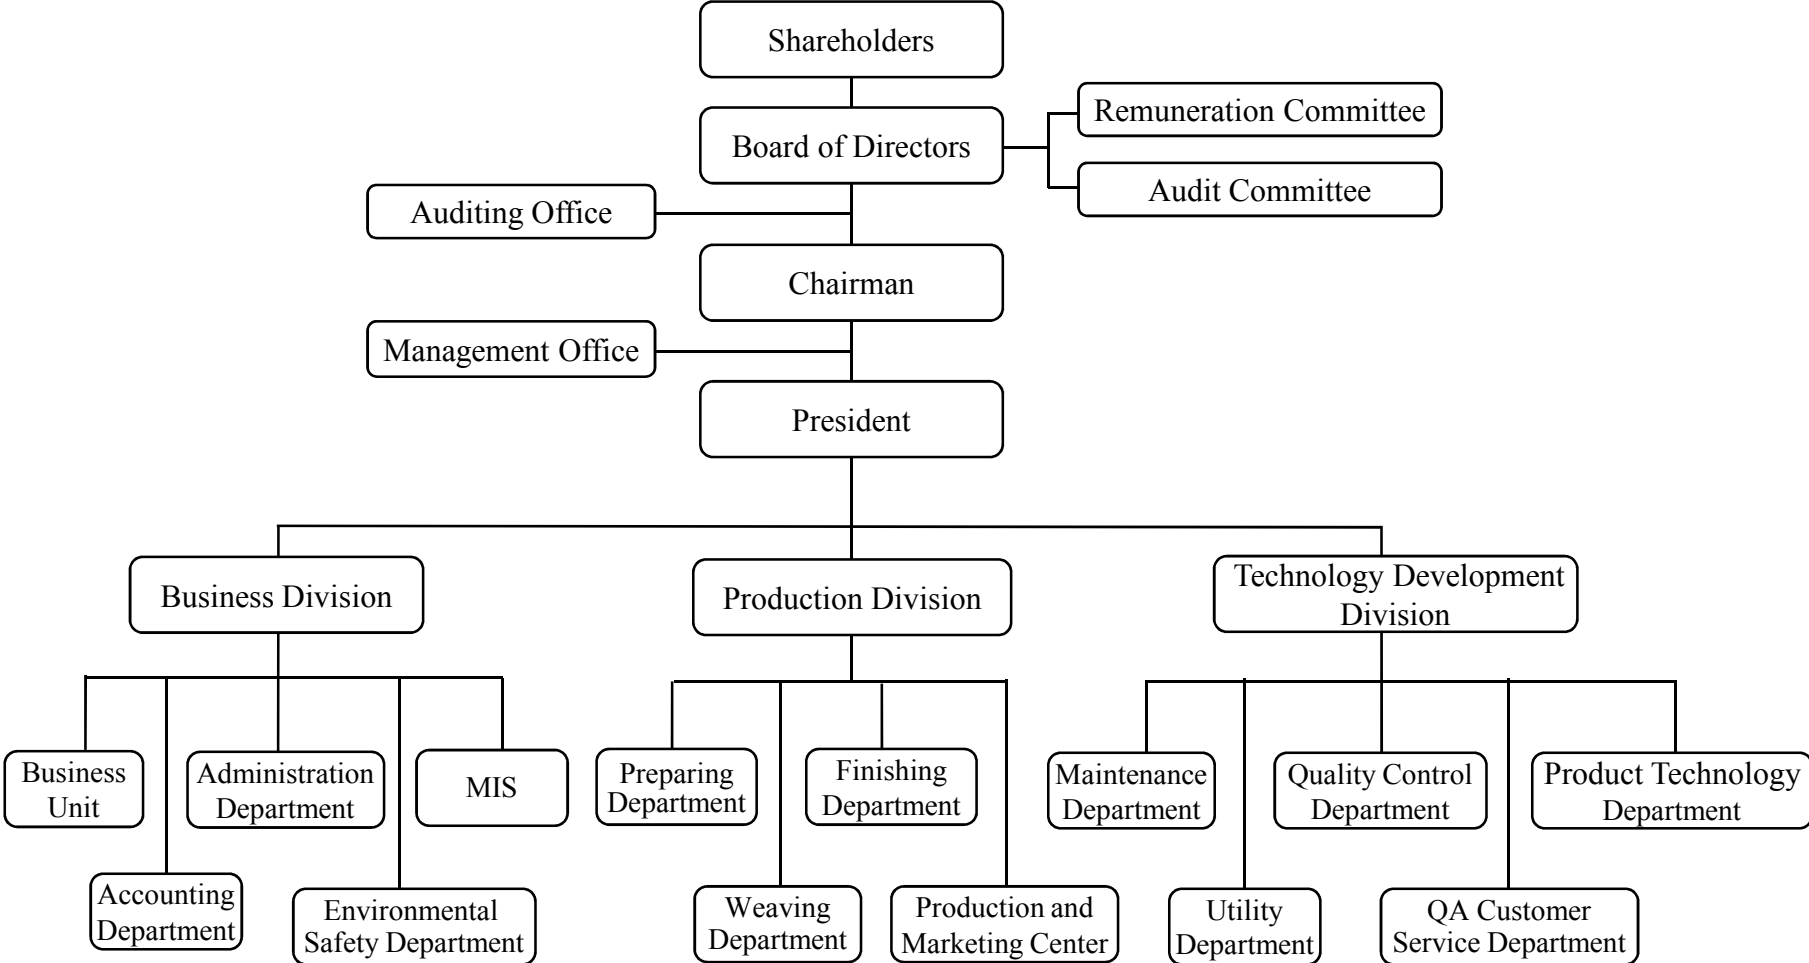 Shareholders
Board of Directors
Remuneration Committee
Audit Committee
Auditing Office
Chairman
Management Office
President
Business Division
Production Division
Technology Development
Division
Business
Unit
Administration
Department
MIS
Preparing
Department
Finishing
Department
Maintenance
Department
Quality Control
Department
Product Technology
Department
Accounting
Department
Environmental
Safety Department
Weaving
Department
Production and
Marketing Center
Utility
Department
QA Customer
Service Department